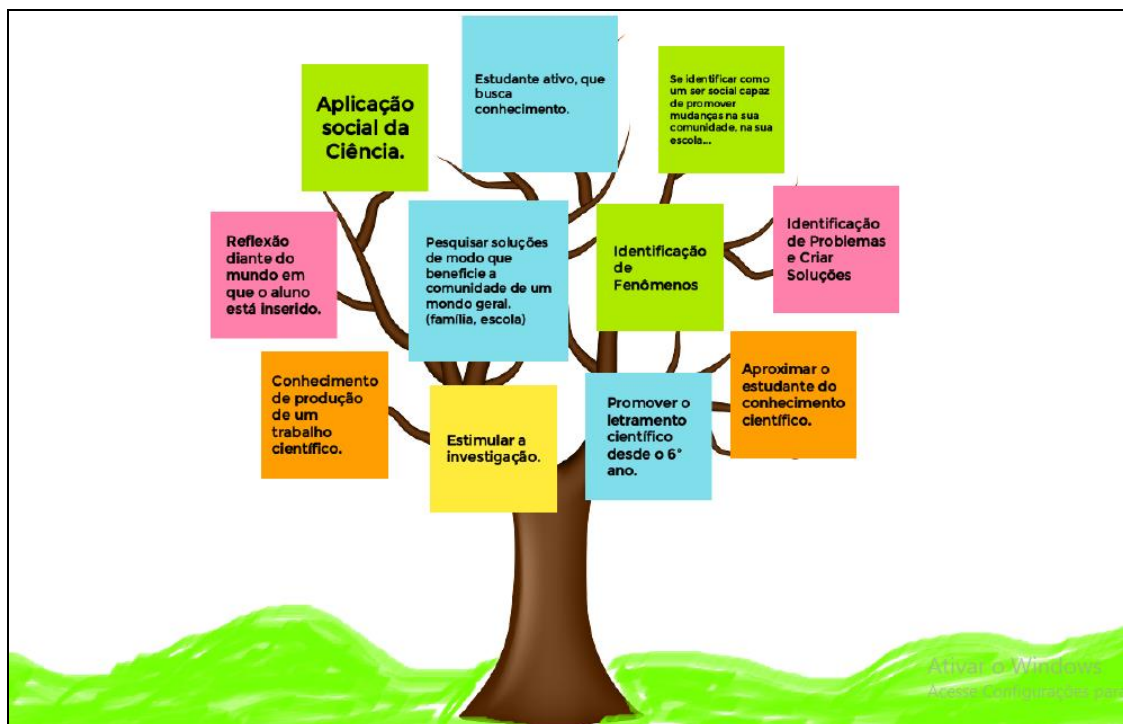 Aplicação
social da
Ciência.
Estudante ativo, que
busca
conhecimento.
Se identificar como
um ser social capaz
de promover
mudanças na sua
comunidade, na sua
escola...
Reflexão
diante do
mundo em
que o aluno
está inserido.
Pesquisar soluções
de modo que
beneficie a
comunidade de um
mondo geral.
(família, escola)
Identificação
de
Fenômenos
Identificação
de Problemas
e Criar
Soluções
Conhecimento
de produção
de um
trabalho
científico.
Estimular a
investigação.
Promover o
letramento
científico
desde o 6°
ano.
Aproximar o
estudante do
conhecimento
científico.
Ativar o Windows
Acesse Configurações para